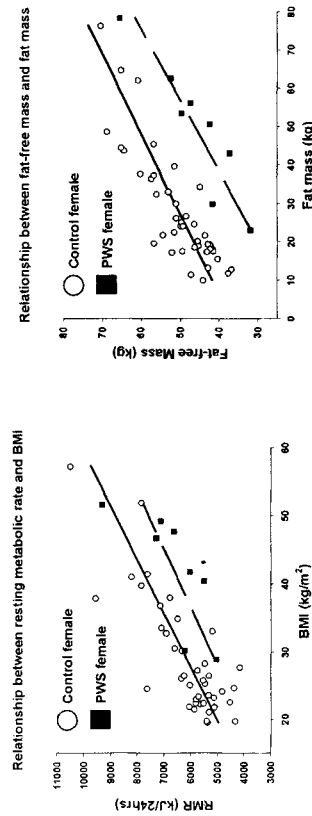 Relationship between resting metabolic rate and BMI
Control female
PWS female
RMR (kJ/24hrs)
11000
10000
9000
8000
7000
6000
5000
4000
3000
20
30
40
50
60
BMI (kg/m²)
Relationship between fat-free mass and fat mass
Control female
PWS female
Fat-free Mass (kg)
80
70
60
50
40
30
0
10
20
30
40
50
60
70
80
Fat mass (kg)